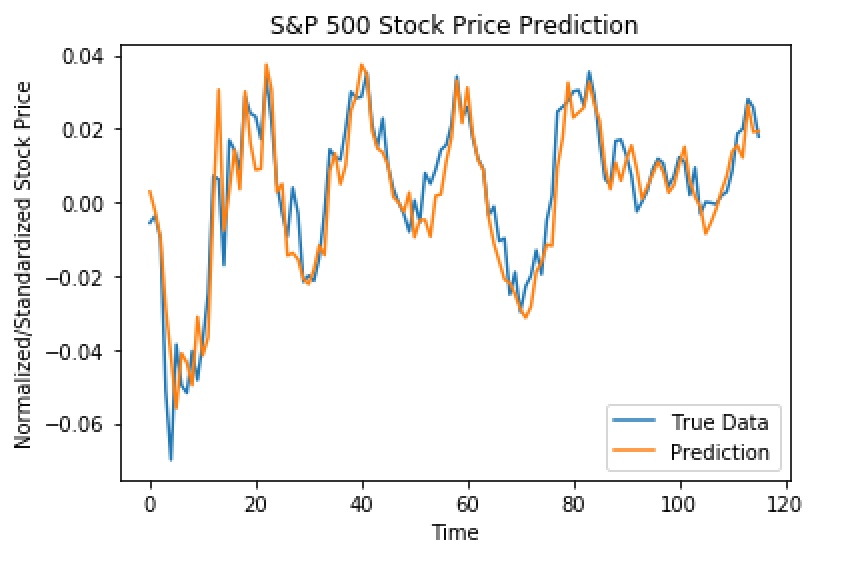 S&P 500 Stock Price Prediction
Normalized/Standardized Stock Price
0.04
0.02
0.00
−0.02
−0.04
−0.06
True Data
Prediction
0 20 40 60 80 100 120
Time